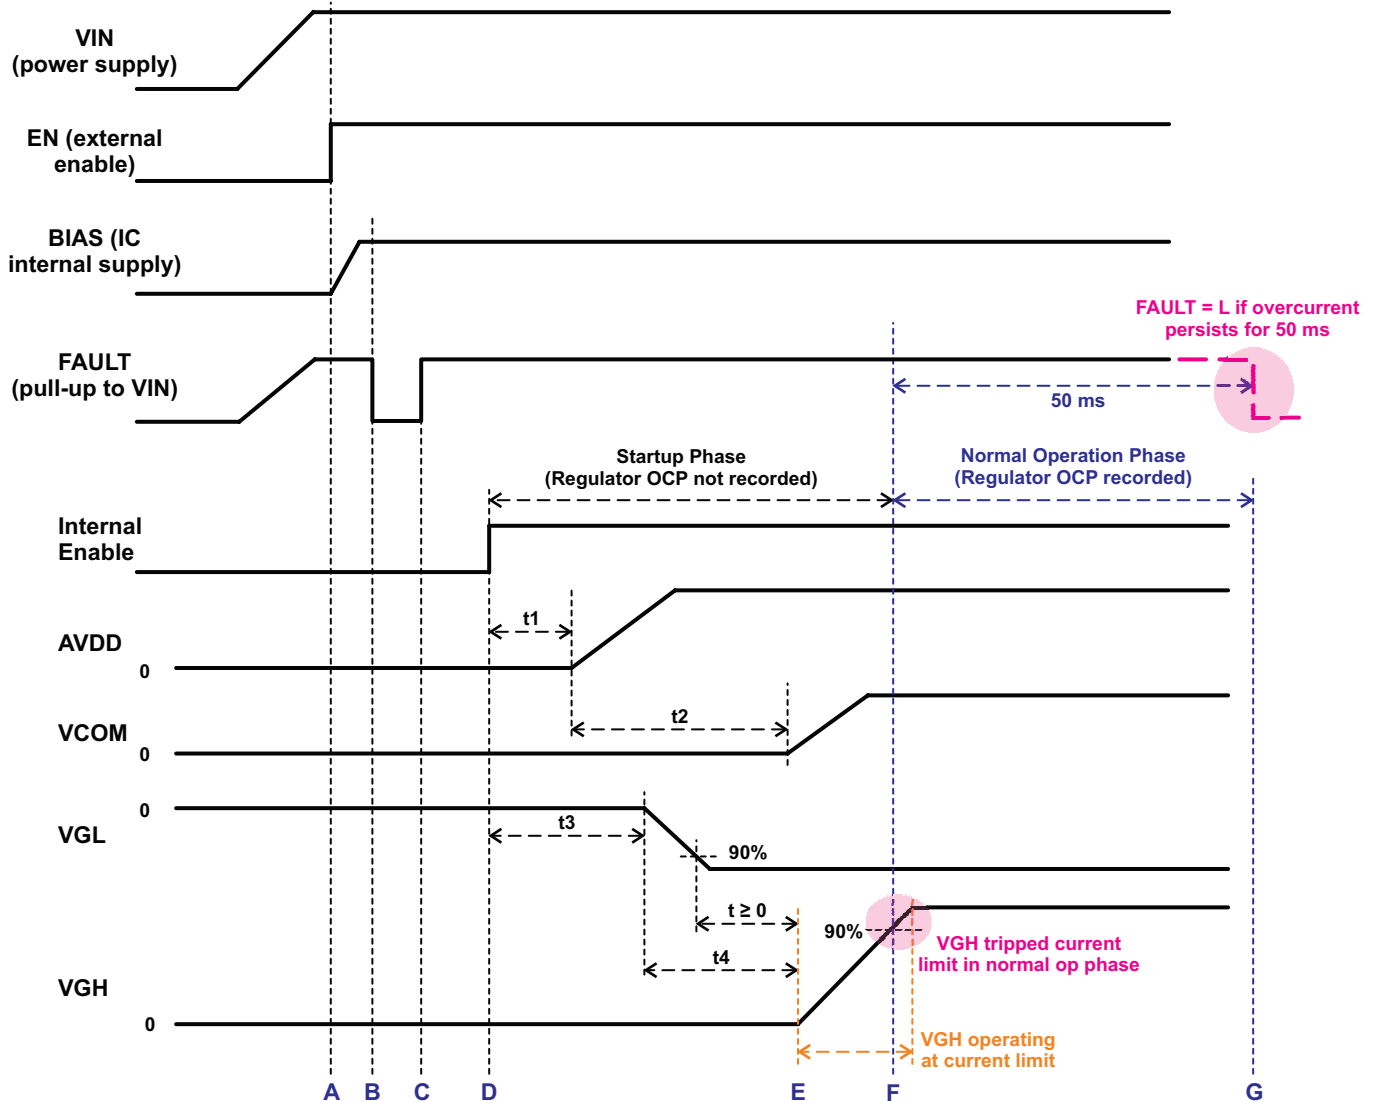 VIN
(power supply)
EN (external
enable)
BIAS (IC
internal supply)
FAULT = L if overcurrent
persists for 50 ms
FAULT
(pull-up to VIN)
50 ms
Startup Phase
(Regulator OCP not recorded)
Normal Operation Phase
(Regulator OCP recorded)
Internal
Enable
t1
AVDD
0
t2
VCOM
0
0
t3
VGL
90%
t ≥ 0
90%
VGH tripped current
limit in normal op phase
t4
VGH
0
VGH operating
at current limit
A B C D E F G